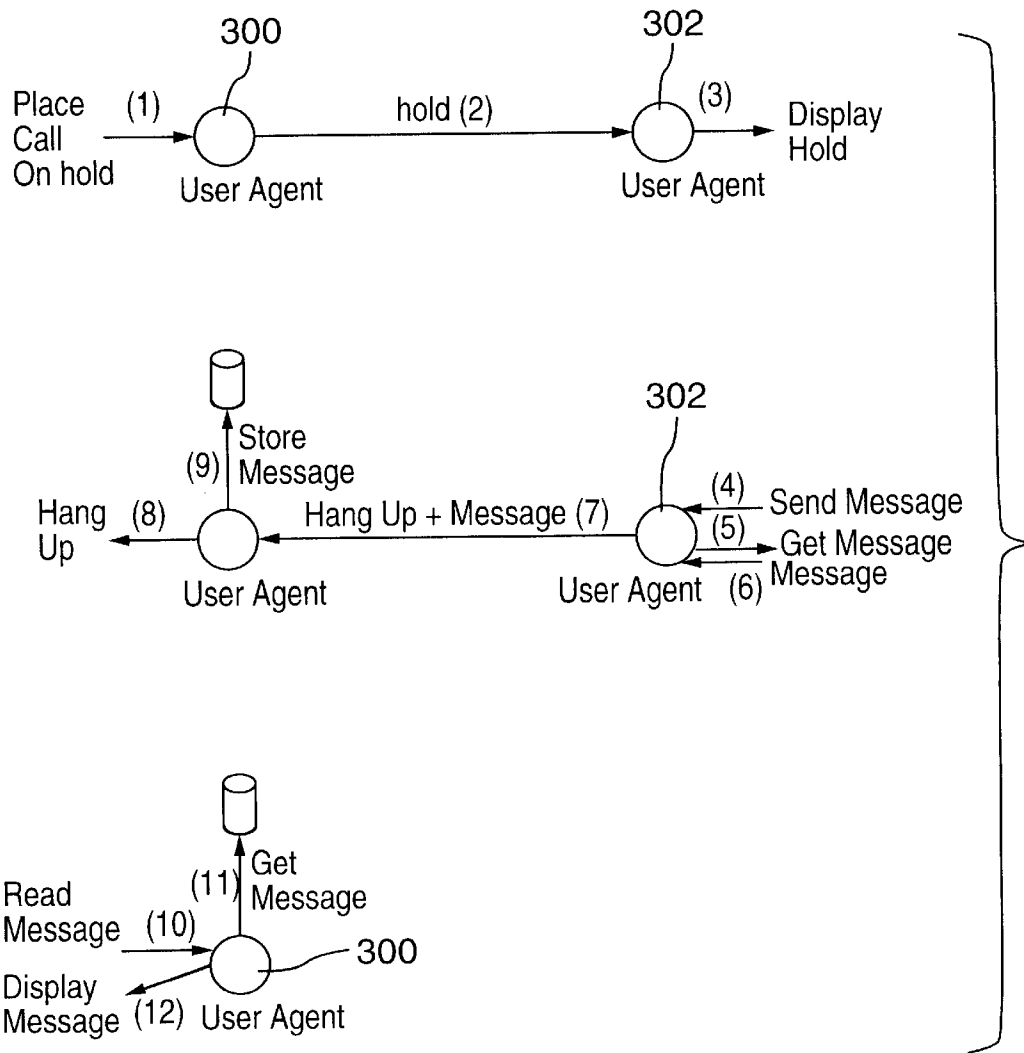 300
302
Place
Call
On hold
(1)
hold (2)
(3)
Display
Hold
User Agent
User Agent
302
Store
Message
(9)
Hang
Up
(8)
Hang Up + Message (7)
(4)
Send Message
(5)
Get Message
(6)
Message
User Agent
User Agent
Get
Message
(11)
Read
Message
(10)
300
Display
Message
(12)
User Agent